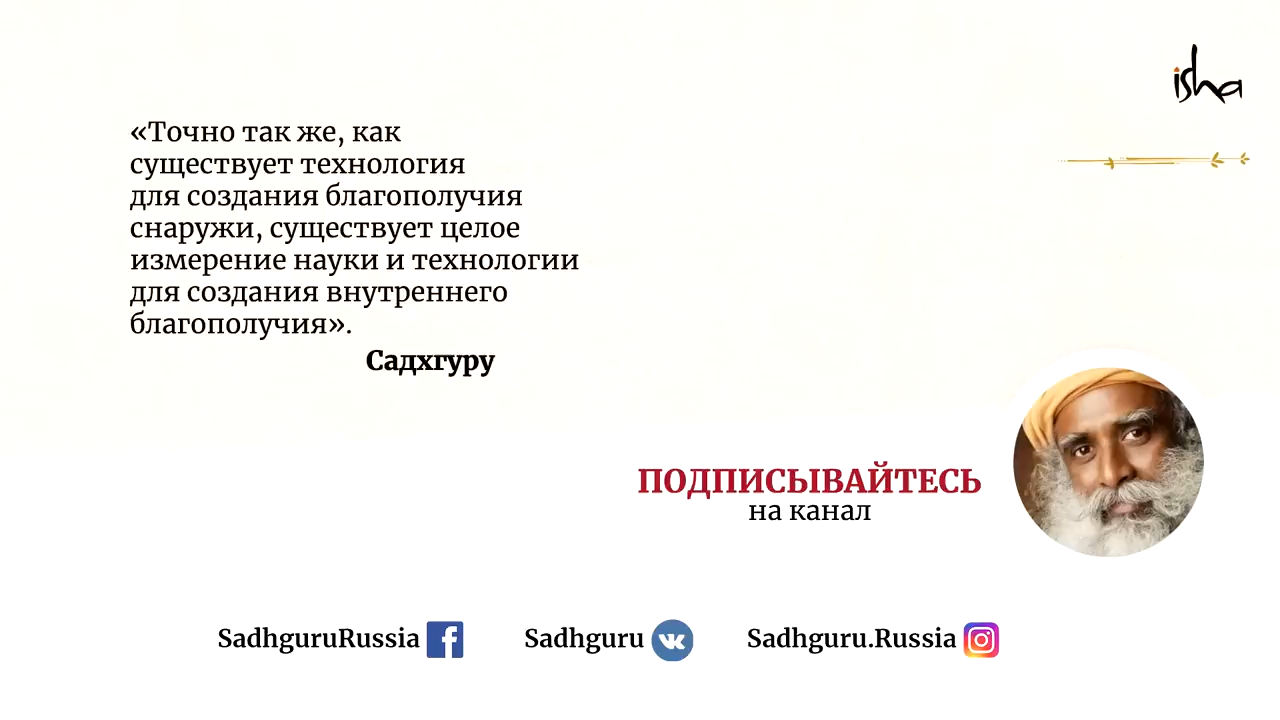 isha
«Точно так же, как
существует технология
для создания благополучия
снаружи, существует целое
измерение науки и технологии
для создания внутреннего
благополучия».
Садхгуру
ПОДПИСЫВАЙТЕСЬ
на канал
SadhguruRussia
Sadhguru
Sadhguru.Russia